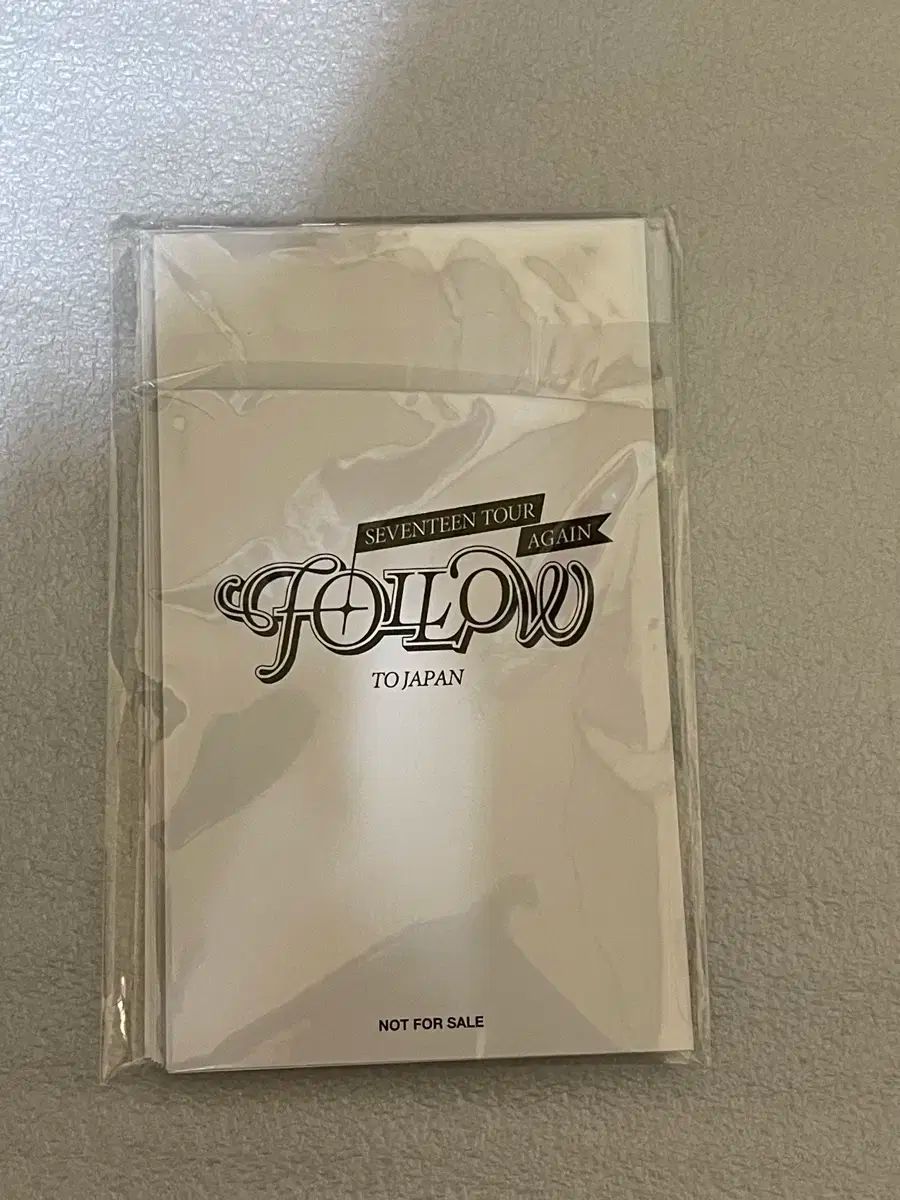 SEVENTEEN TOUR
AGAIN
FOLLOW
TO JAPAN
NOT FOR SALE